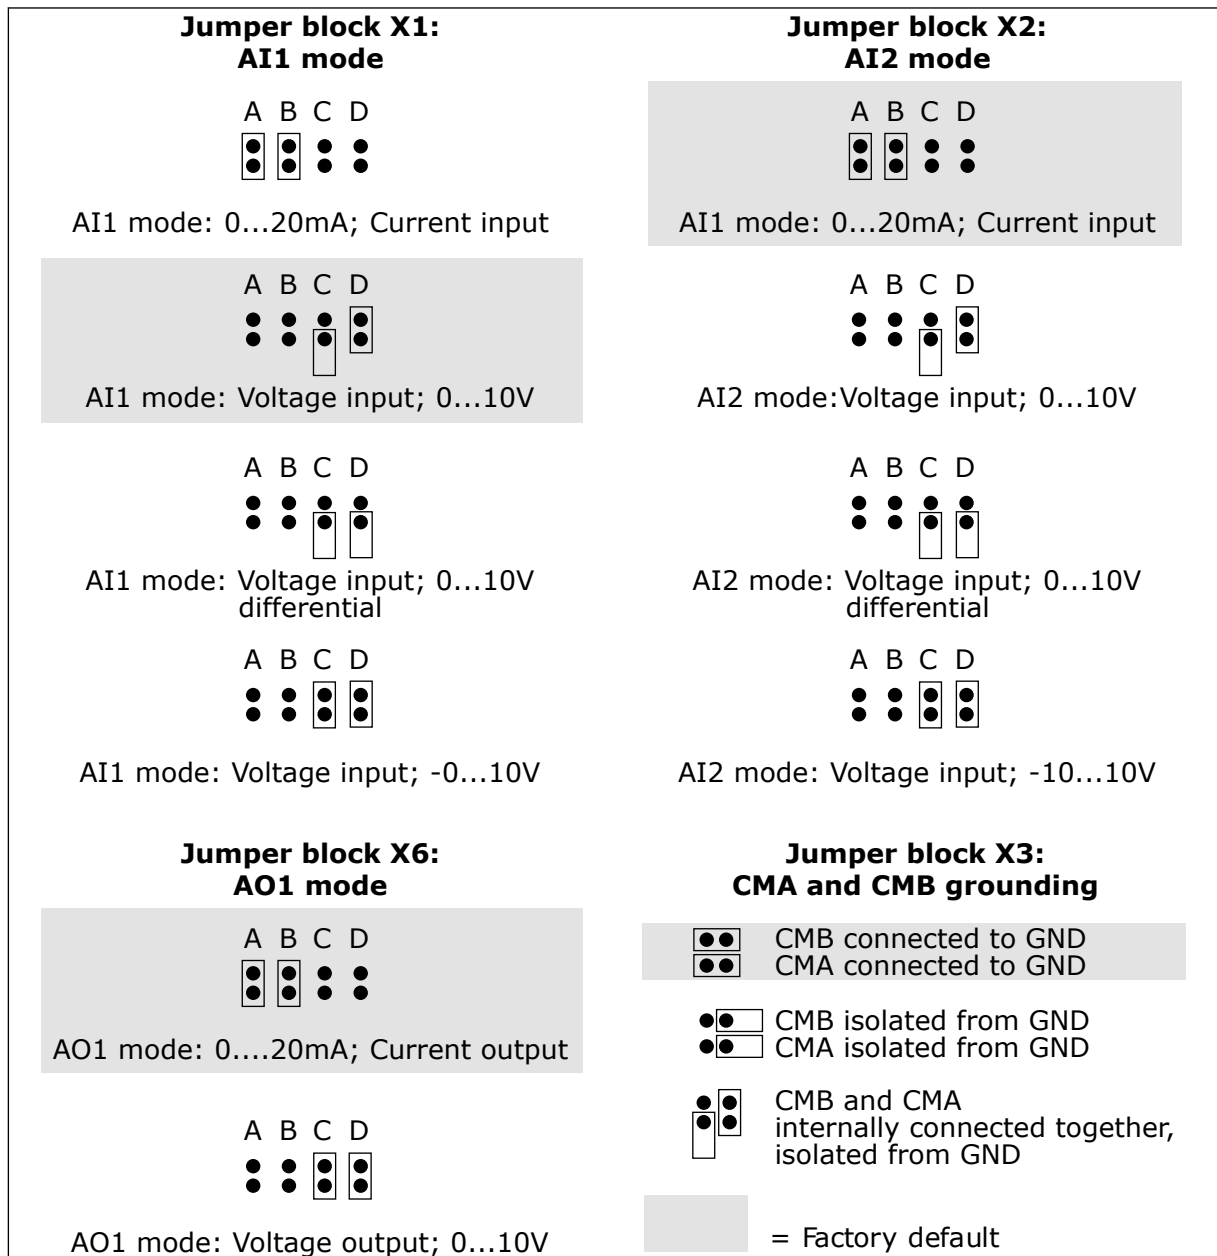 Jumper block X1:
AI1 mode
A B C D
AI1 mode: 0...20mA; Current input
A B C D
AI1 mode: Voltage input; 0...10V
A B C D
AI1 mode: Voltage input; 0...10V
differential
A B C D
AI1 mode: Voltage input; -0...10V
Jumper block X2:
AI2 mode
A B C D
AI1 mode: 0...20mA; Current input
A B C D
AI2 mode:Voltage input; 0...10V
A B C D
AI2 mode: Voltage input; 0...10V
differential
A B C D
AI2 mode: Voltage input; -10...10V
Jumper block X6:
AO1 mode
A B C D
AO1 mode: 0....20mA; Current output
A B C D
AO1 mode: Voltage output; 0...10V
Jumper block X3:
CMA and CMB grounding
CMB connected to GND
CMA connected to GND
CMB isolated from GND
CMA isolated from GND
CMB and CMA
internally connected together,
isolated from GND
= Factory default